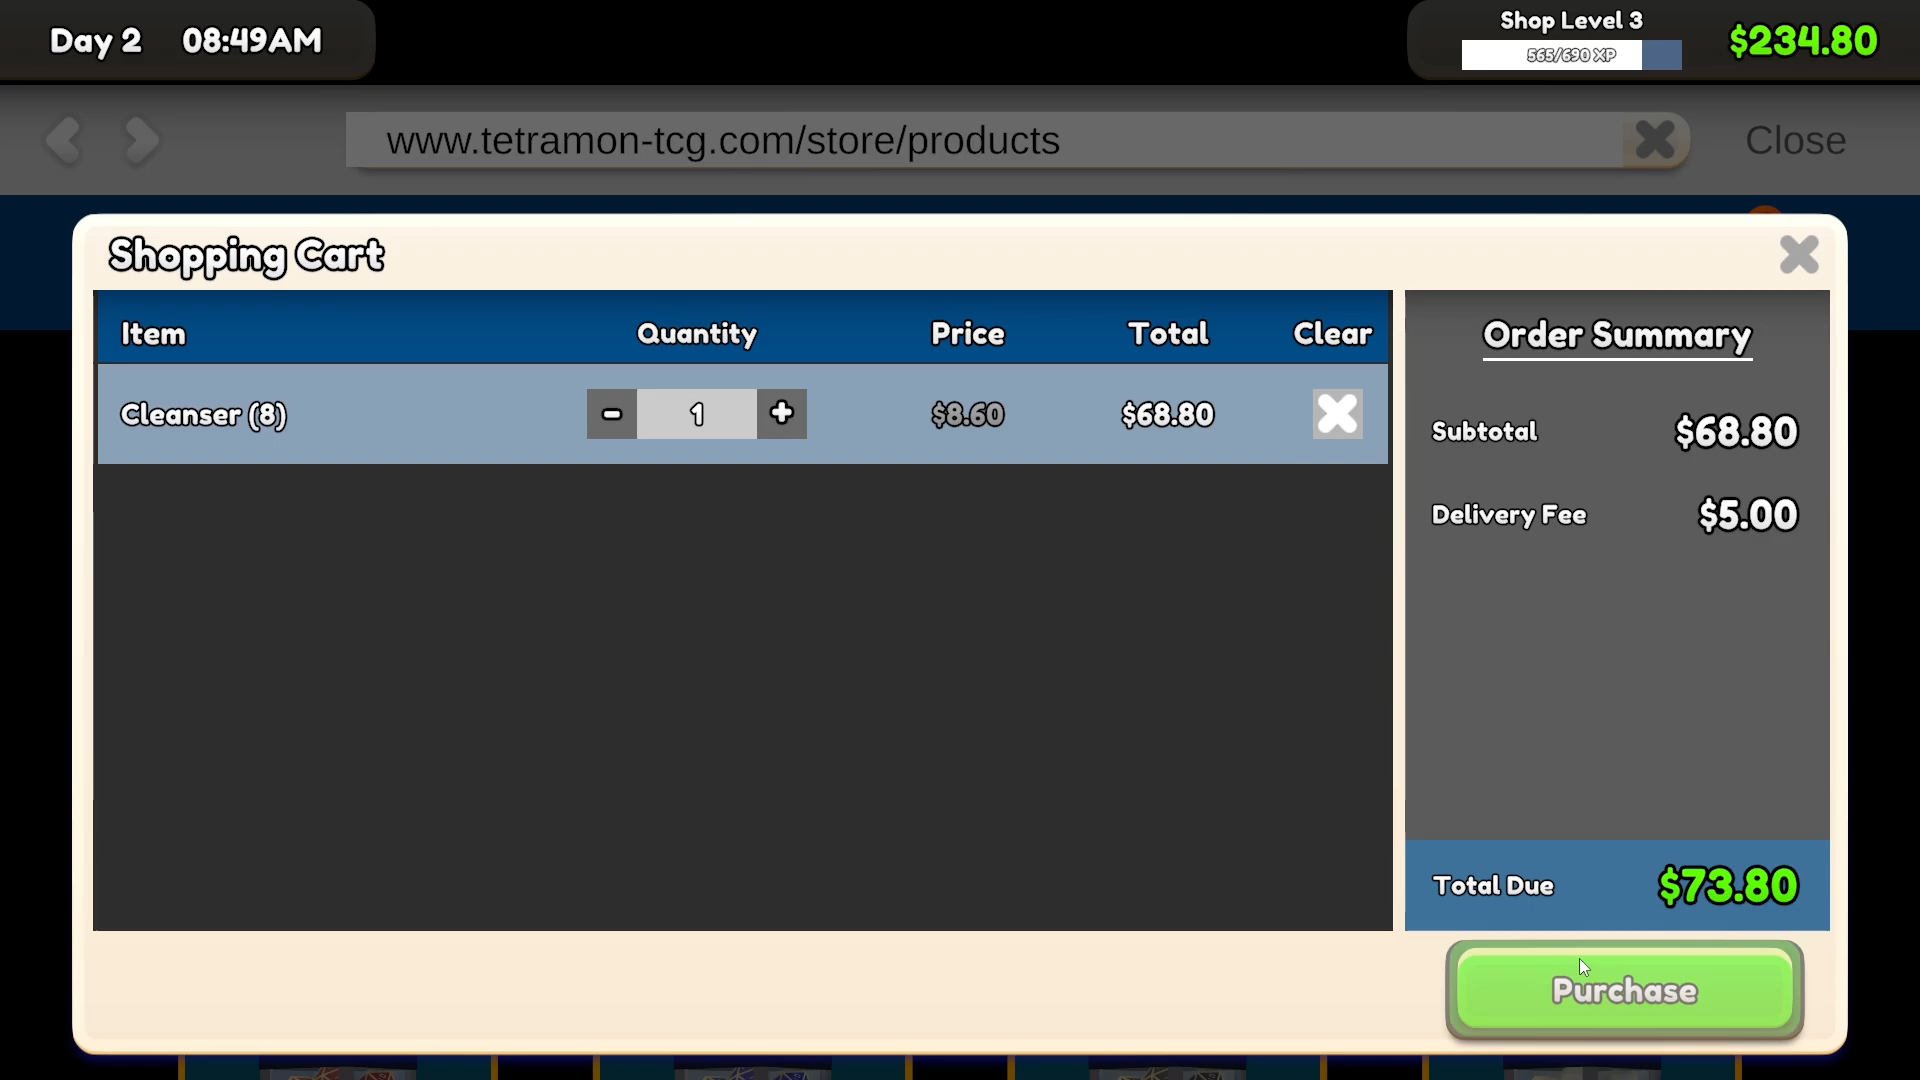 Day 2 08:49AM
Shop Level 3
565/690 XP
$234.80
www.tetramon-tcg.com/store/products
Close
Shopping Cart
Item Quantity Price Total Clear
Cleanser (8) - 1 + $8.60 $68.80
Order Summary
Subtotal $68.80
Delivery Fee $5.00
Total Due $73.80
Purchase